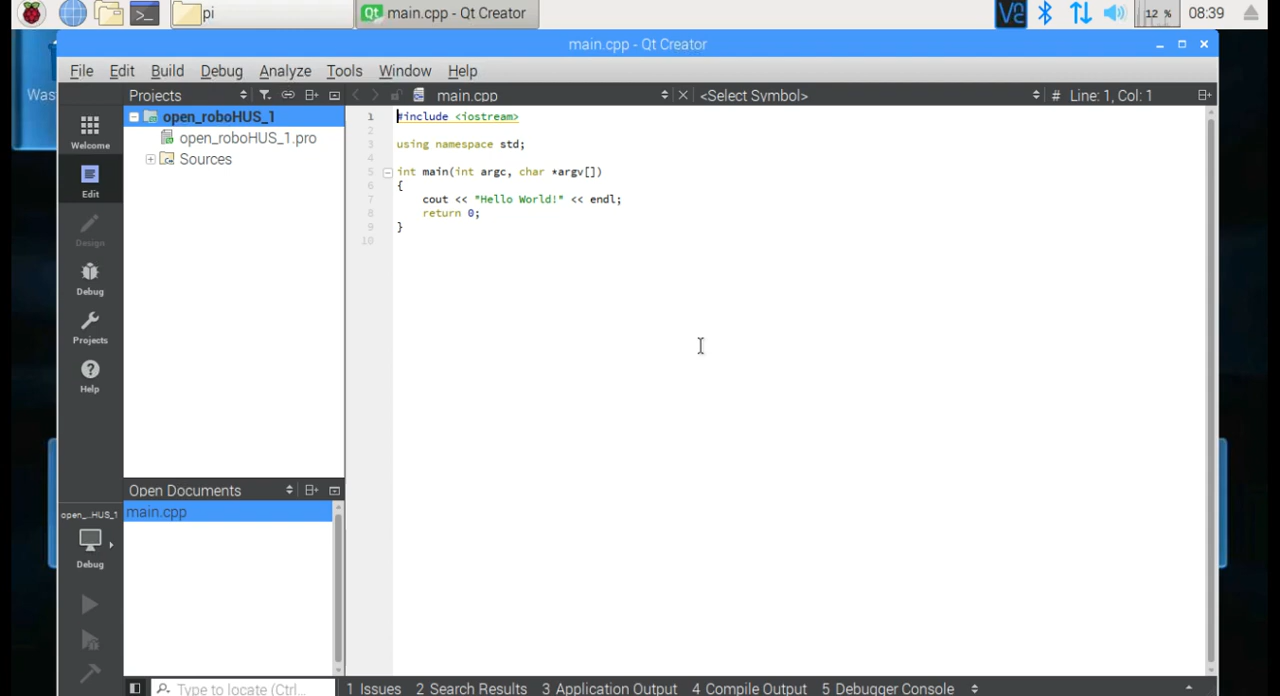 pi
Qt main.cpp - Qt Creator
V2
12 %
08:39
main.cpp - Qt Creator
Was
File Edit Build Debug Analyze Tools Window Help
Projects
main.cpp
<Select Symbol>
# Line: 1, Col: 1
Welcome
Edit
Design
Debug
Projects
Help
open_roboHUS_1
open_roboHUS_1.pro
Sources
1 #include <iostream>
2
3 using namespace std;
4
5 int main(int argc, char *argv[])
6 {
7 cout << "Hello World!" << endl;
8 return 0;
9 }
10
Open Documents
main.cpp
open_...HUS_1
Debug
Type to locate (Ctrl...
1 Issues 2 Search Results 3 Application Output 4 Compile Output 5 Debugger Console